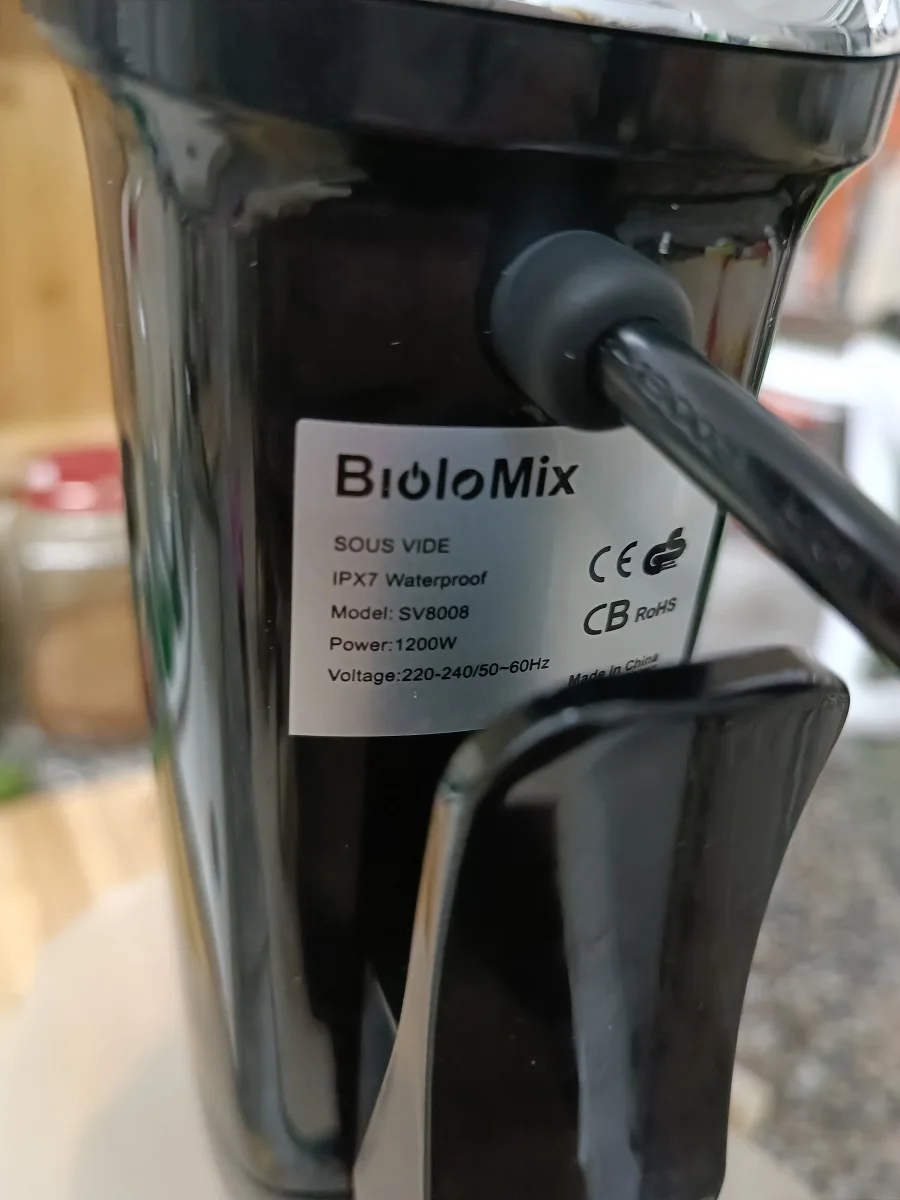 BioloMix
SOUS VIDE
IPX7 Waterproof
Model: SV8008
Power:1200W
Voltage:220-240/50~60Hz
CE GS
CB RoHS
Made in China